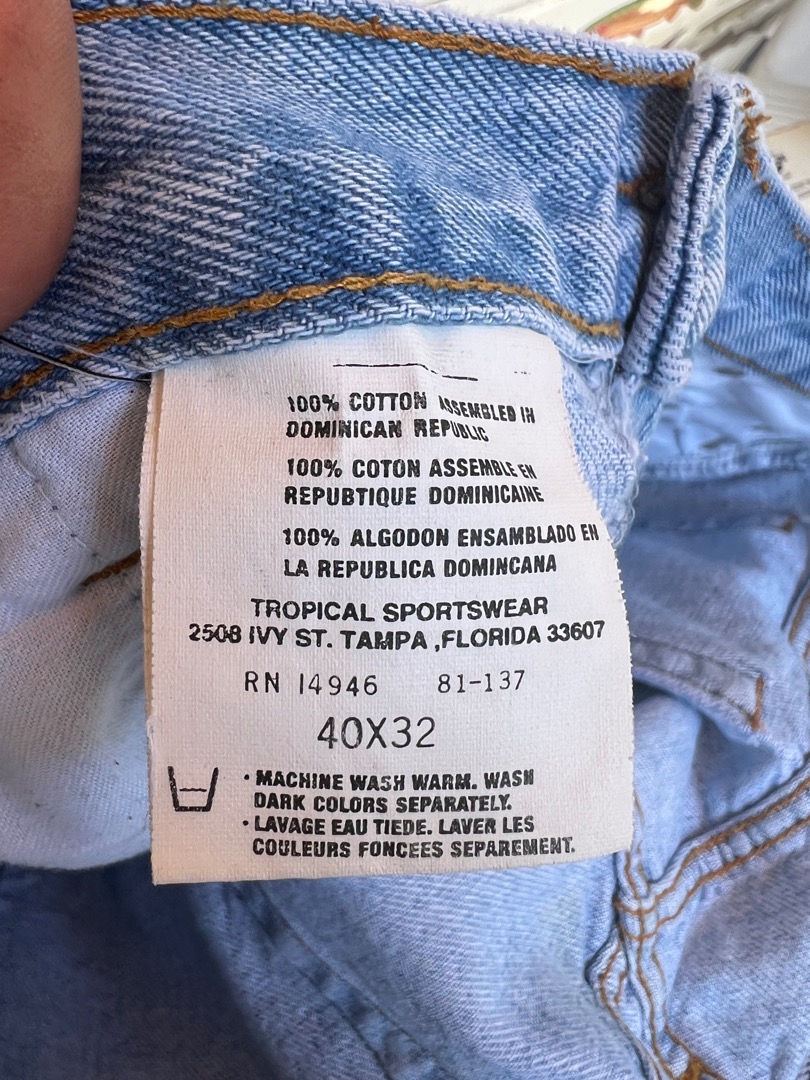 100% COTTON ASSEMBLED IN
DOMINICAN REPUBLIC
100% COTON ASSEMBLE EN
REPUBTIQUE DOMINICAINE
100% ALGODON ENSAMBLADO EN
LA REPUBLICA DOMINCANA
TROPICAL SPORTSWEAR
2508 IVY ST. TAMPA ,FLORIDA 33607
RN 14946 81-137
40X32
• MACHINE WASH WARM. WASH
DARK COLORS SEPARATELY.
• LAVAGE EAU TIEDE. LAVER LES
COULEURS FONCEES SEPAREMENT.